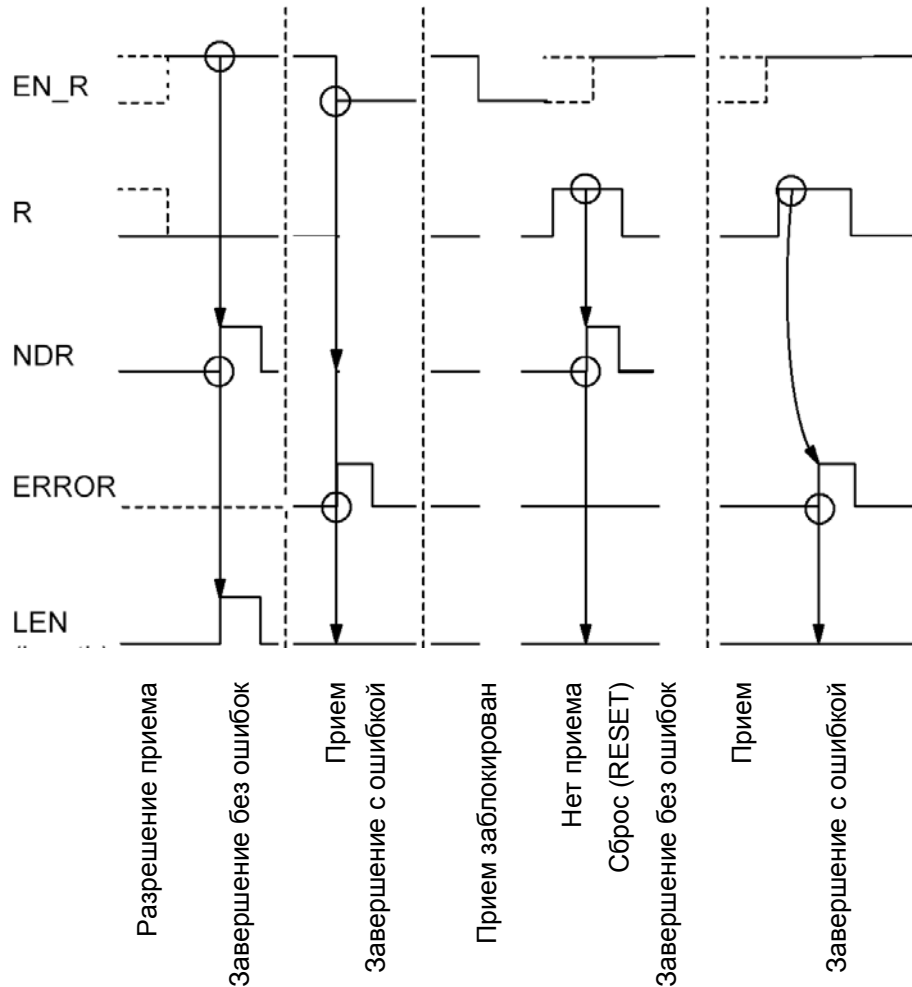 EN_R
R
NDR
ERROR
LEN
Разрешение приема
Завершение без ошибок
Прием
Завершение с ошибкой
Прием заблокирован
Нет приема
Сброс (RESET)
Завершение без ошибок
Прием
Завершение с ошибкой